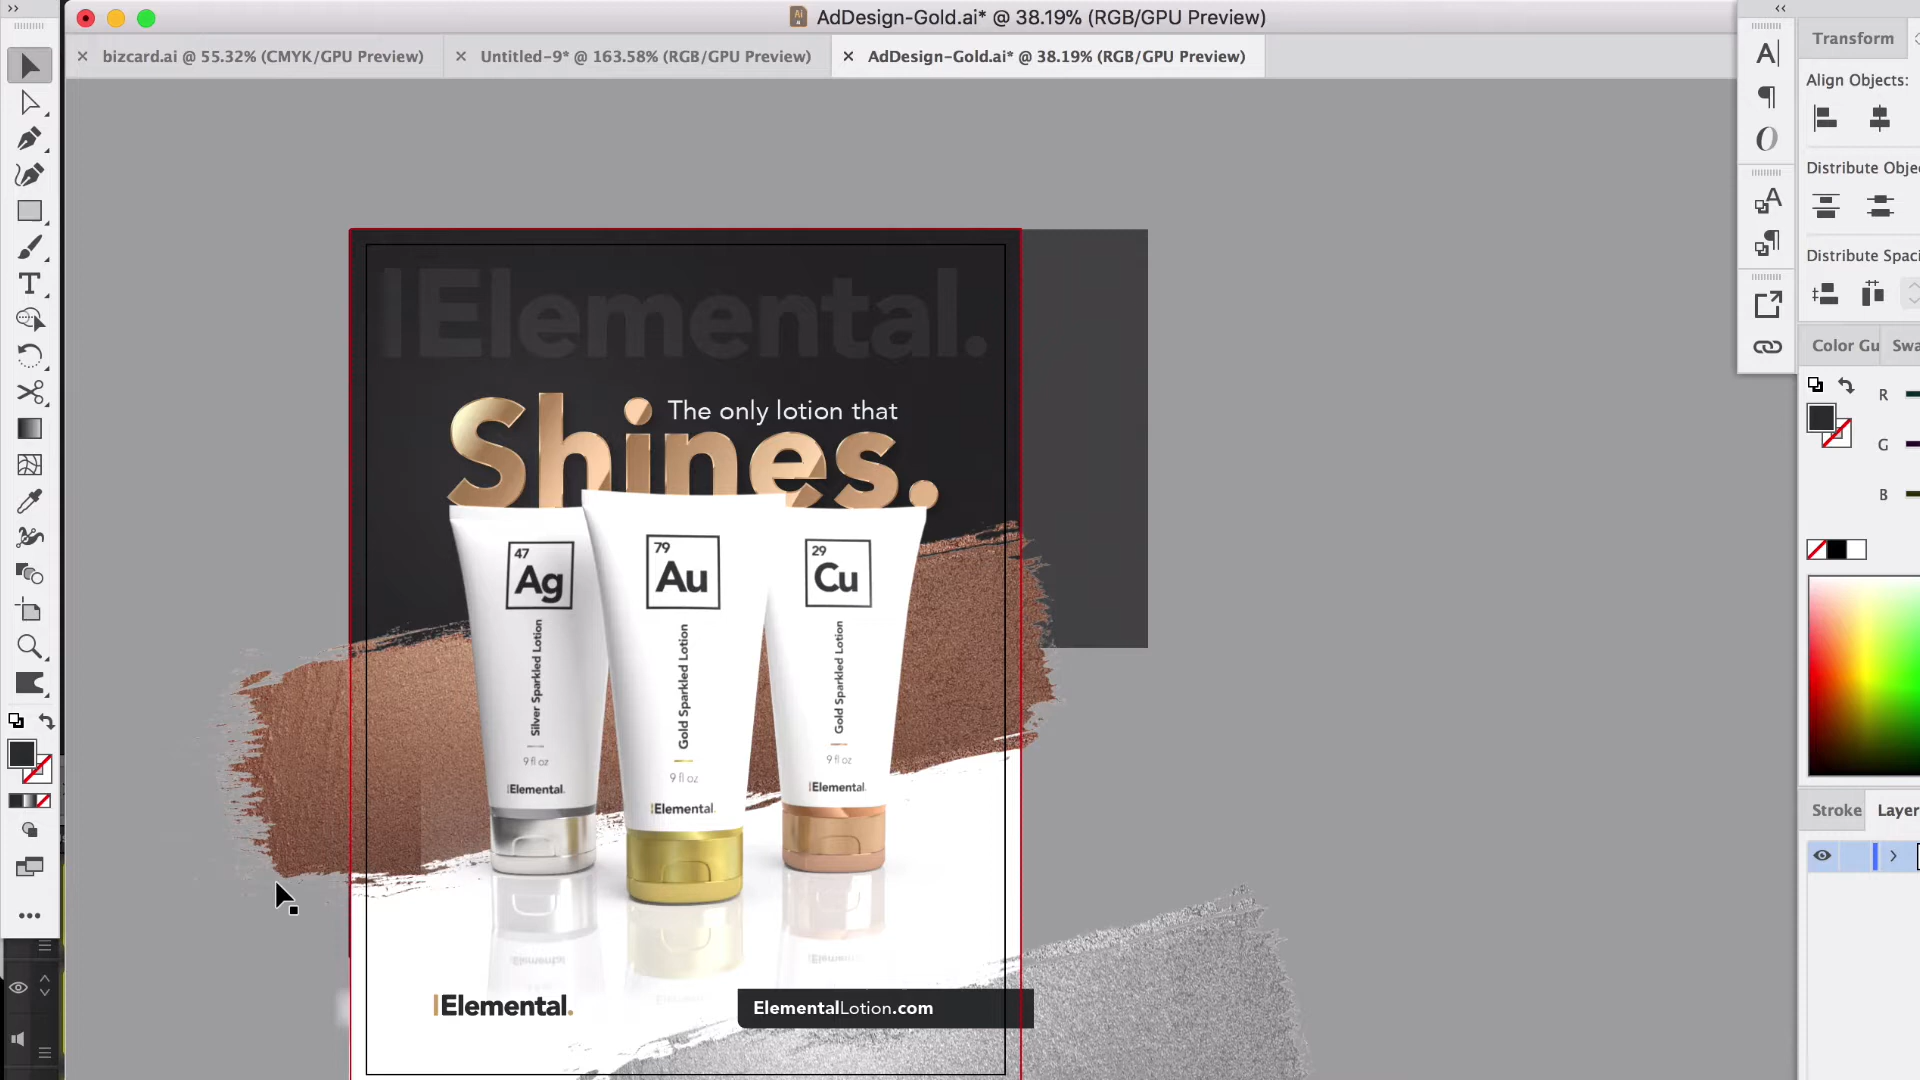 AdDesign-Gold.ai* @ 38.19% (RGB/GPU Preview)
bizcard.ai @ 55.32% (CMYK/GPU Preview)
Untitled-9* @ 163.58% (RGB/GPU Preview)
AdDesign-Gold.ai* @ 38.19% (RGB/GPU Preview)
Transform
Align Objects:
Distribute Obje
Distribute Spaci
Color Gu
Swa
R
G
B
Stroke
Layer
Elemental.
The only lotion that
Shines.
47
Ag
Silver Sparkled Lotion
9 fl oz
Elemental.
79
Au
Gold Sparkled Lotion
9 fl oz
Elemental.
29
Cu
Gold Sparkled Lotion
9 fl oz
Elemental.
Elemental.
ElementalLotion.com